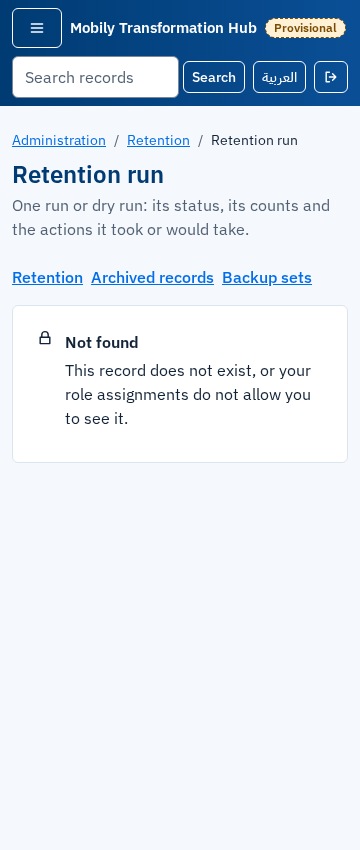 Mobily Transformation Hub Provisional
Search records Search العربية
Administration / Retention / Retention run
Retention run
One run or dry run: its status, its counts and
the actions it took or would take.
Retention Archived records Backup sets
Not found
This record does not exist, or your
role assignments do not allow you
to see it.